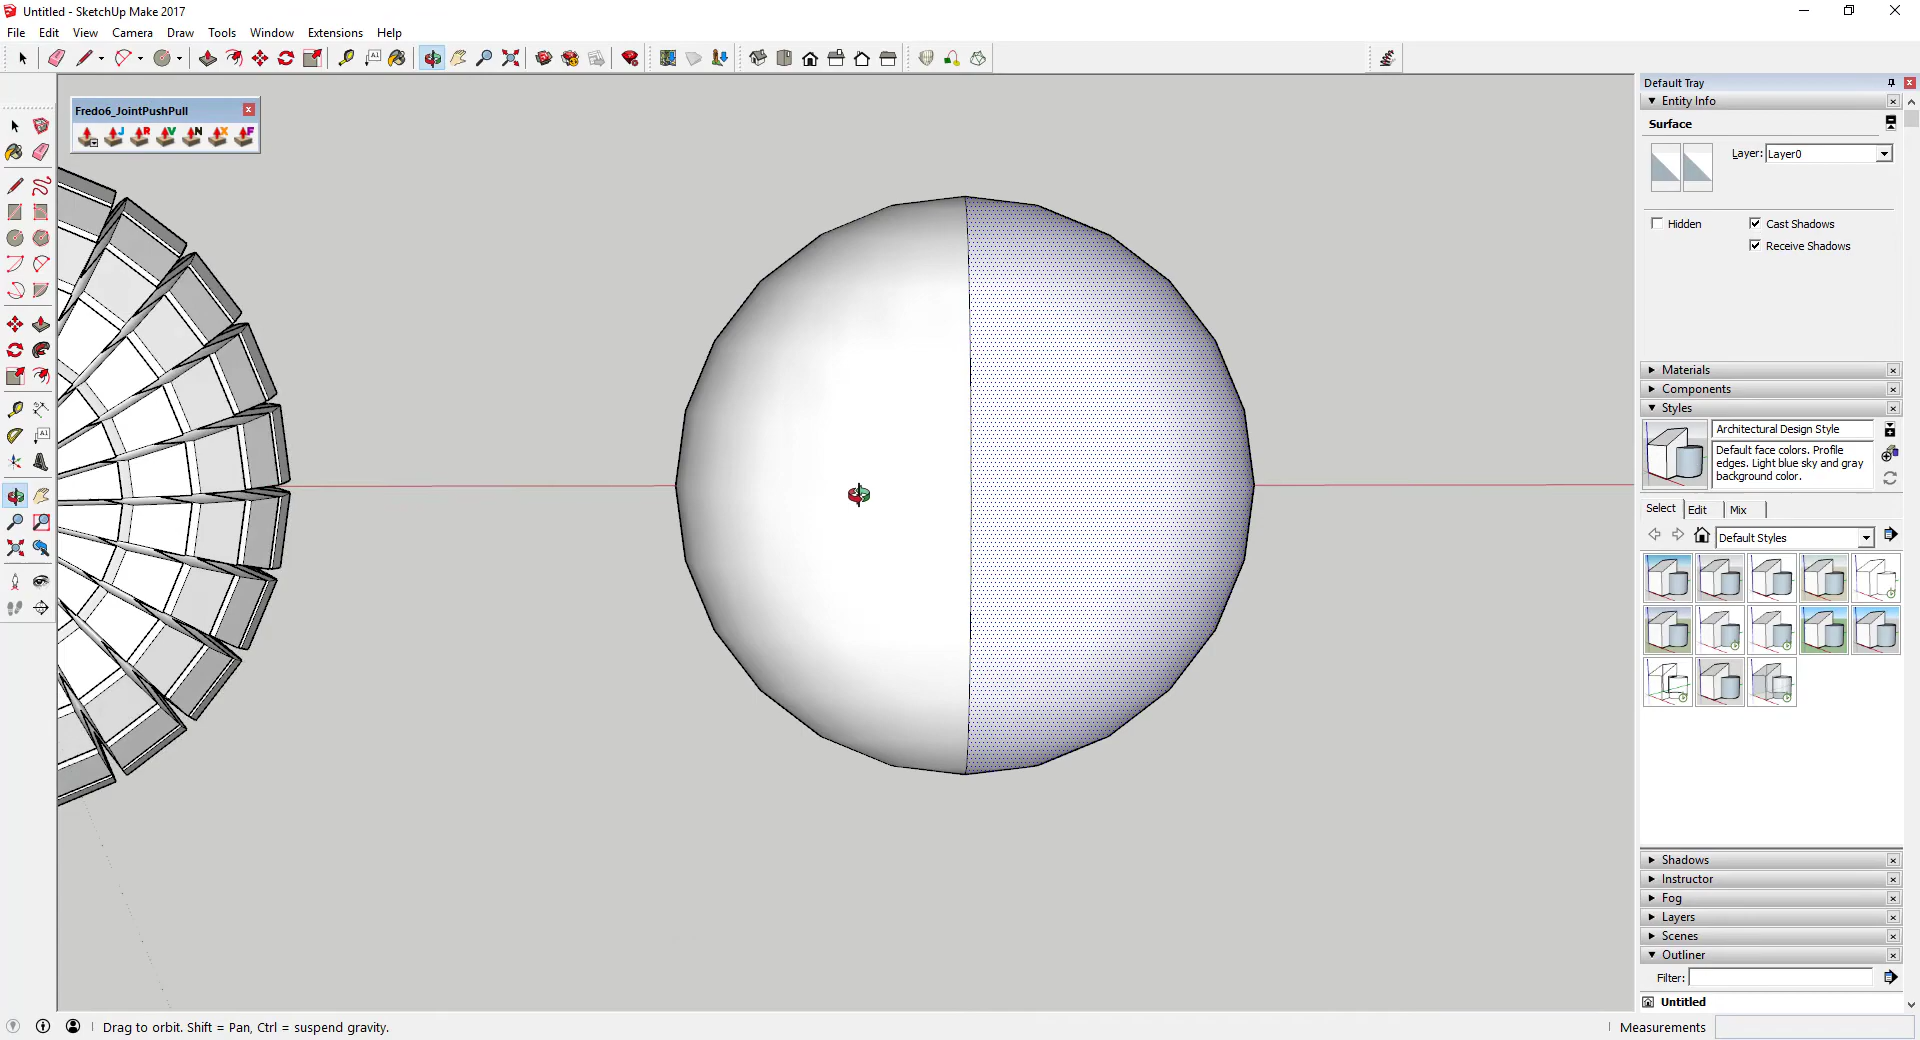 Untitled - SketchUp Make 2017
File Edit View Camera Draw Tools Window Extensions Help
Default Tray
Fredo6_JointPushPull
J R V N X F
Entity Info
Surface
Layer: Layer0
Hidden Cast Shadows
Receive Shadows
Materials
Components
Styles
Architectural Design Style
Default face colors. Profile
edges. Light blue sky and gray
background color.
Select Edit Mix
Default Styles
Shadows
Instructor
Fog
Layers
Scenes
Outliner
Filter:
Untitled
Drag to orbit. Shift = Pan, Ctrl = suspend gravity.
Measurements